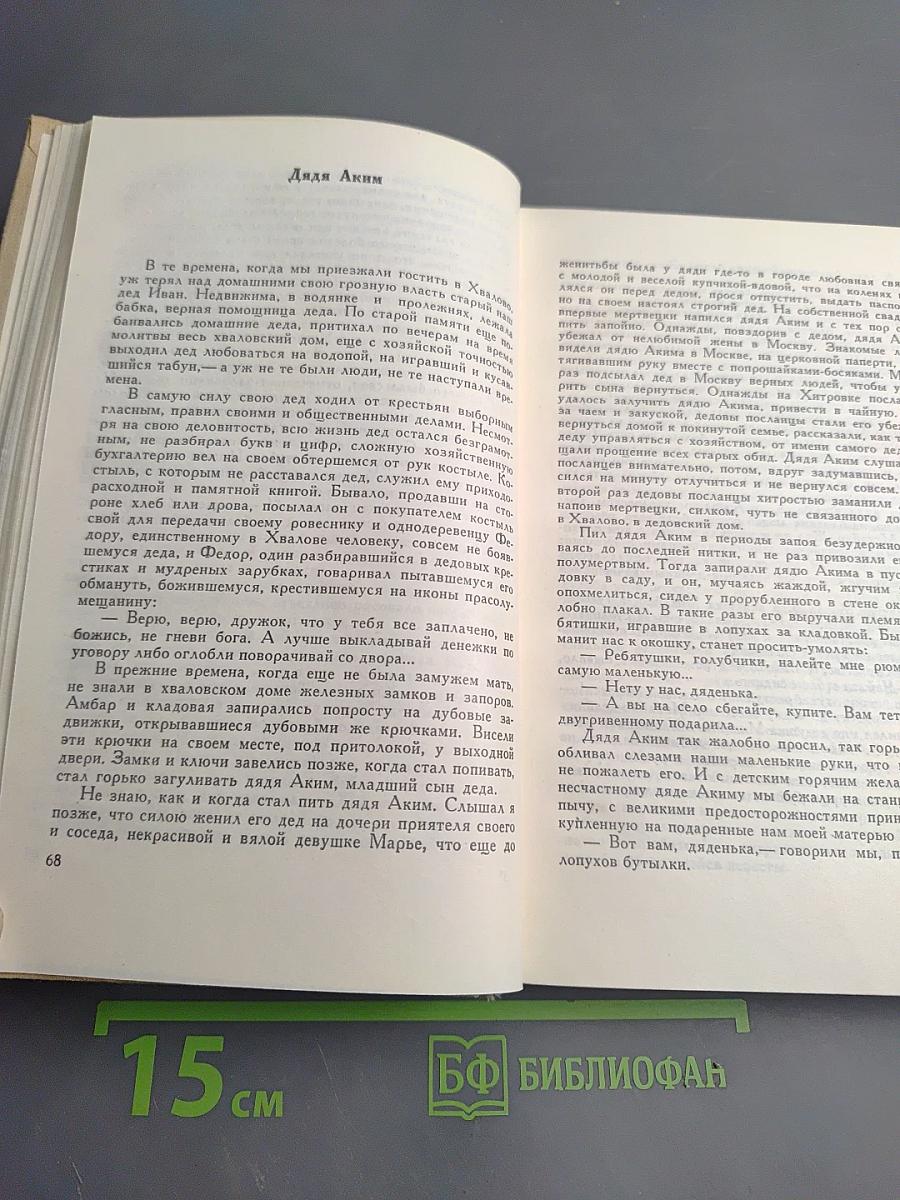 Дядя Аким
В те времена, когда мы приезжали гостить в Хвалово,
уж терял над домашними свою грозную власть старый наш
дед Иван. Недвижима, в водянке и пролежнях, лежала
бабка, верная помощница деда. По старой памяти еще по-
баивались домашние деда, притихал по вечерам на время
молитвы весь хваловский дом, еще с хозяйской точностью
выходил дед любоваться на водопой, на игравший и кусав-
шийся табун,— а уж не те были люди, не те наступали вре-
мена.
В самую силу свою дед ходил от крестьян выборным
гласным, правил своими и общественными делами. Несмот-
ря на свою деловитость, всю жизнь дед остался безграмот-
ным, не разбирал букв и цифр, сложную хозяйственную
бухгалтерию вел на своем обтершемся от рук костыле. Ко-
стыль, с которым не расставался дед, служил ему приходо-
расходной и памятной книгой. Бывало, продавши на сто-
роне хлеб или дрова, посылал он с покупателем костыль
свой для передачи своему ровеснику и однодеревенцу Фе-
дору, единственному в Хвалове человеку, совсем не бояв-
шемуся деда, и Федор, один разбиравшийся в дедовых кре-
стиках и мудреных зарубках, говаривал пытавшемуся его
обмануть, божившемуся, крестившемуся на иконы прасолу-
мещанину:
— Верю, верю, дружок, что у тебя все заплачено, не
божись, не гневи бога. А лучше выкладывай денежки по
уговору либо оглобли поворачивай со двора...
В прежние времена, когда еще не была замужем мать,
не знали в хваловском доме железных замков и запоров.
Амбар и кладовая запирались попросту на дубовые за-
движки, открывавшиеся дубовыми же крючками. Висели
эти крючки на своем месте, под притолокой, у выходной
двери. Замки и ключи завелись позже, когда стал попивать,
стал горько загуливать дядя Аким, младший сын деда.
Не знаю, как и когда стал пить дядя Аким. Слышал я
позже, что силою женил его дед на дочери приятеля своего
и соседа, некрасивой и вялой девушке Марье, что еще до
68
женитьбы была у дяди где-то в городе любовная
с молодой и веселой купчихой-вдовой, что на коленях
лялся он перед дедом, прося отпустить, выдать
но на своем настоял строгий дед. На собственной
впервые мертвецки напился дядя Аким и с тех пор
пить запойно. Однажды, повздорив с дедом, дядя
убежал от нелюбимой жены в Москву. Знакомые
видели дядю Акима в Москве, на церковной паперти,
тягивавшим руку вместе с попрошайками-босяками.
раз подсылал дед в Москву верных людей, чтобы
рить сына вернуться. Однажды на Хитровке
удалось залучить дядю Акима, привести в чайную.
за чаем и закуской, дедовы посланцы стали его
вернуться домой к покинутой семье, рассказали, как
деду управляться с хозяйством, от имени самого
щали прощение всех старых обид. Дядя Аким
посланцев внимательно, потом, вдруг задумавшись,
сился на минуту отлучиться и не вернулся совсем.
второй раз дедовы посланцы хитростью заманили
напоив мертвецки, силком, чуть не связанного
в Хвалово, в дедовский дом.
Пил дядя Аким в периоды запоя
ваясь до последней нитки, и не раз привозили
полумертвым. Тогда запирали дядю Акима в
довку в саду, и он, мучаясь жаждой, жгучим
опохмелиться, сидел у прорубленного в стене
лобно плакал. В такие разы его выручали
бятишки, игравшие в лопухах за кладовкой.
манит нас к окошку, станет просить-умолять:
— Ребятушки, голубчики, налейте мне
самую маленькую...
— Нету у нас, дяденька.
— А вы на село сбегайте, купите. Вам
двугривенному подарила...
Дядя Аким так жалобно просил, так
обливал слезами наши маленькие руки, что
не пожалеть его. И с детским горячим
несчастному дяде Акиму мы бежали на
пычу, с великими предосторожностями
купленную на подаренные нам моей матерью
— Вот вам, дяденька,— говорили мы,
лопухов бутылки.
15 см
БФ БИБЛИОФАН